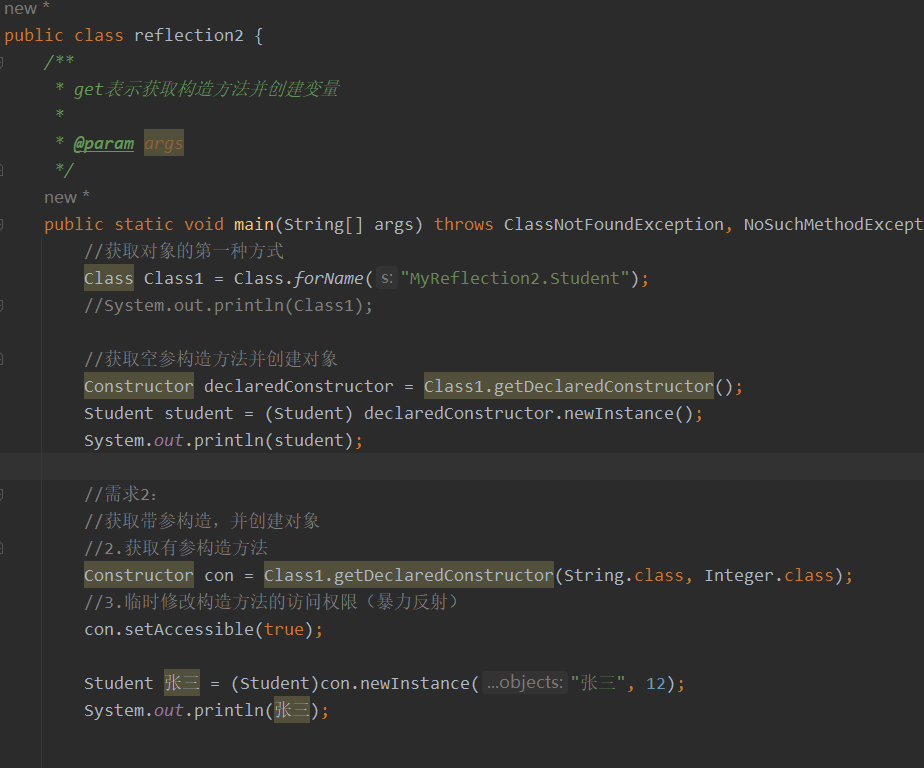 new *
public class reflection2 {
/**
* get表示获取构造方法并创建变量
*
* @param args
*/
new *
public static void main(String[] args) throws ClassNotFoundException, NoSuchMethodExcept
//获取对象的第一种方式
Class Class1 = Class.forName( s: "MyReflection2.Student");
//System.out.println(Class1);
//获取空参构造方法并创建对象
Constructor declaredConstructor = Class1.getDeclaredConstructor();
Student student = (Student) declaredConstructor.newInstance();
System.out.println(student);
//需求2：
//获取带参构造，并创建对象
//2.获取有参构造方法
Constructor con = Class1.getDeclaredConstructor(String.class, Integer.class);
//3.临时修改构造方法的访问权限（暴力反射）
con.setAccessible(true);
Student 张三 = (Student)con.newInstance( ...objects: "张三", 12);
System.out.println(张三);